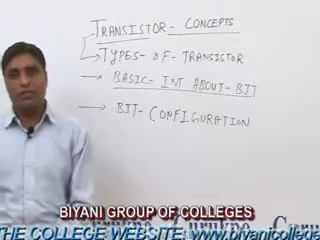 TRANSISTOR- CONCEPTS
TYPES- OF- TRANSISTOR
BASIC- INT ABOUT- BJT
BJT- CONFIGURATION
BIYANI GROUP OF COLLEGES
THE COLLEGE WEBSITE: www.biyanicollege